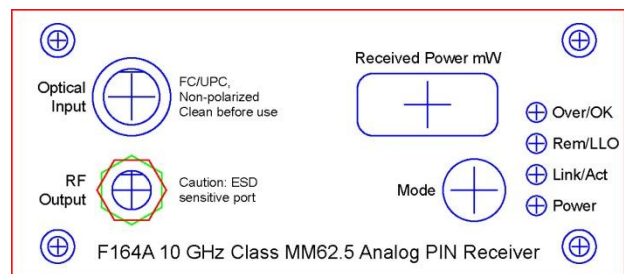 Optical
Input
FC/UPC,
Non-polarized
Clean before use
Received Power mW
Over/OK
Rem/LLO
Link/Act
Power
RF
Output
Caution: ESD
sensitive port
Mode
F164A 10 GHz Class MM62.5 Analog PIN Receiver